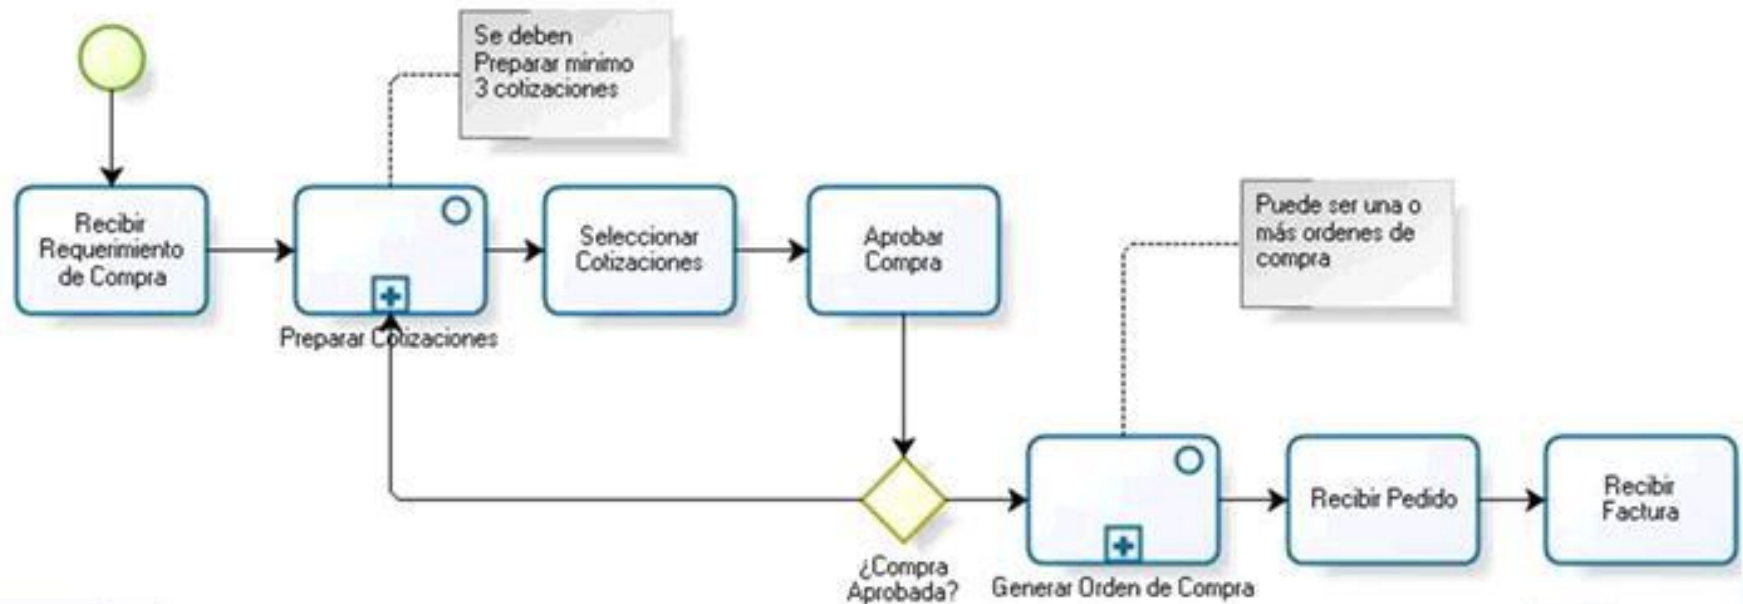 Se deben
Preparar minimo
3 cotizaciones
Recibir
Requerimiento
de Compra
Preparar Cotizaciones
Seleccionar
Cotizaciones
Aprobar
Compra
Puede ser una o
más ordenes de
compra
¿Compra
Aprobada?
Generar Orden de Compra
Recibir Pedido
Recibir
Factura